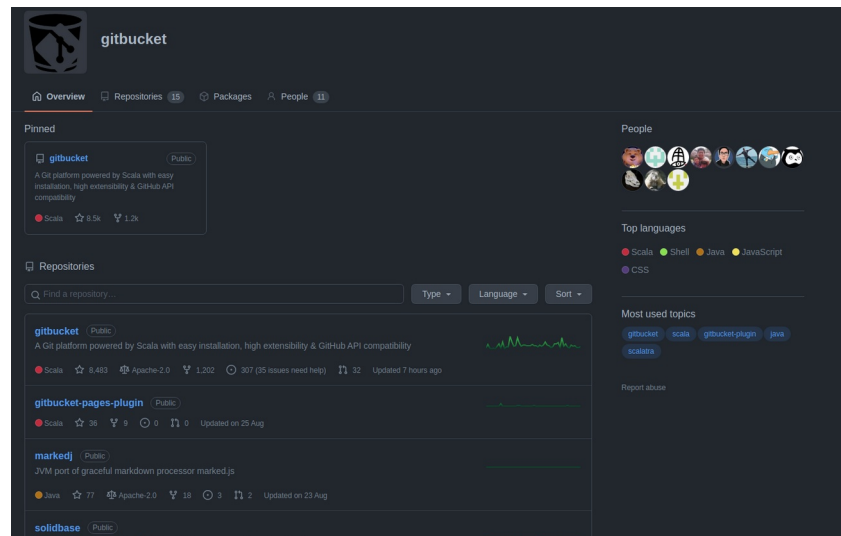 gitbucket
Overview Repositories 15 Packages People 11
Pinned
gitbucket Public
A Git platform powered by Scala with easy
installation, high extensibility & GitHub API
compatibility
Scala 8.5k 1.2k
Repositories
Find a repository...
Type Language Sort
gitbucket Public
A Git platform powered by Scala with easy installation, high extensibility & GitHub API compatibility
Scala 8,483 Apache-2.0 1,202 307 (35 issues need help) 32 Updated 7 hours ago
gitbucket-pages-plugin Public
Scala 36 9 0 0 Updated on 25 Aug
markedj Public
JVM port of graceful markdown processor marked.js
Java 77 Apache-2.0 18 3 2 Updated on 23 Aug
solidbase Public
People
Top languages
Scala Shell Java JavaScript
CSS
Most used topics
gitbucket scala gitbucket-plugin java
scalatra
Report abuse